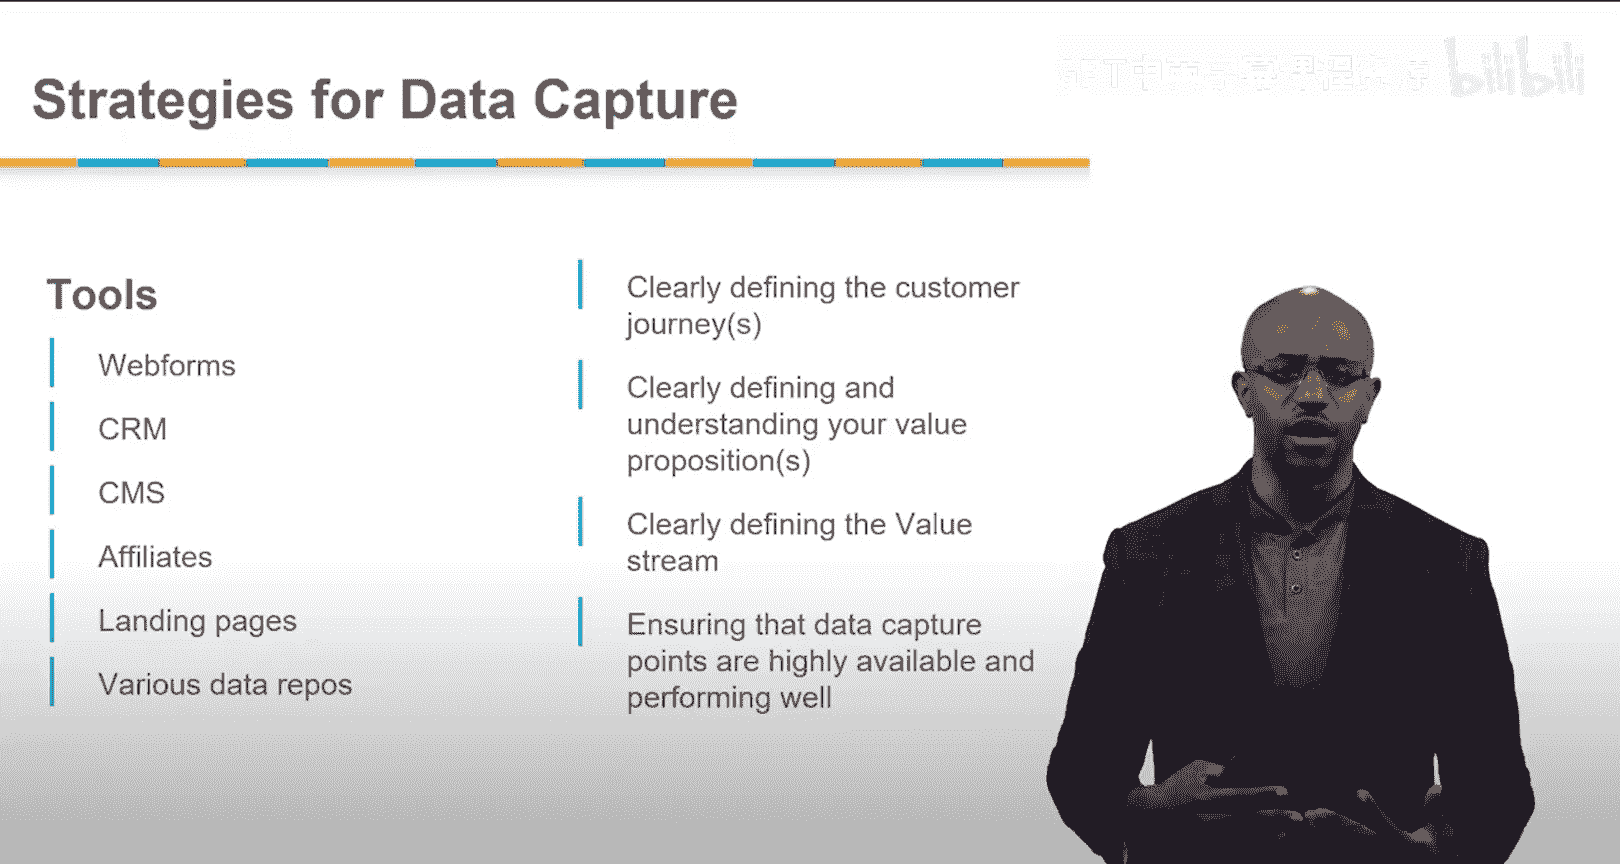 Strategies for Data Capture
bilibili
Tools
Webforms
CRM
CMS
Affiliates
Landing pages
Various data repos
Clearly defining the customer
journey(s)
Clearly defining and
understanding your value
proposition(s)
Clearly defining the Value
stream
Ensuring that data capture
points are highly available and
performing well